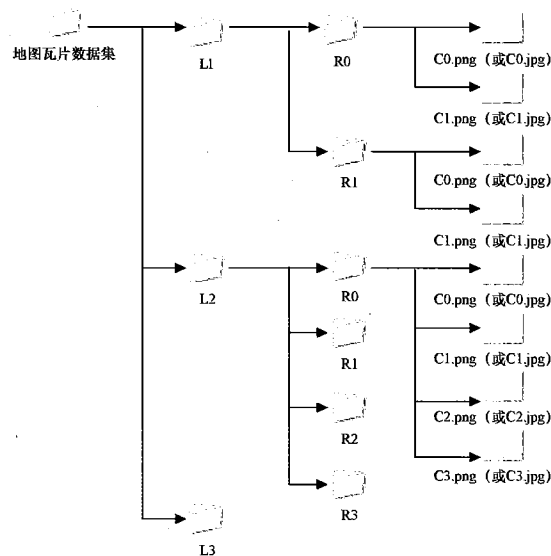 地图瓦片数据集
L1
R0
C0.png（或C0.jpg）
C1.png（或C1.jpg）
R1
C0.png（或C0.jpg）
C1.png（或C1.jpg）
L2
R0
C0.png（或C0.jpg）
R1
C1.png（或C1.jpg）
R2
C2.png（或C2.jpg）
R3
C3.png（或C3.jpg）
L3